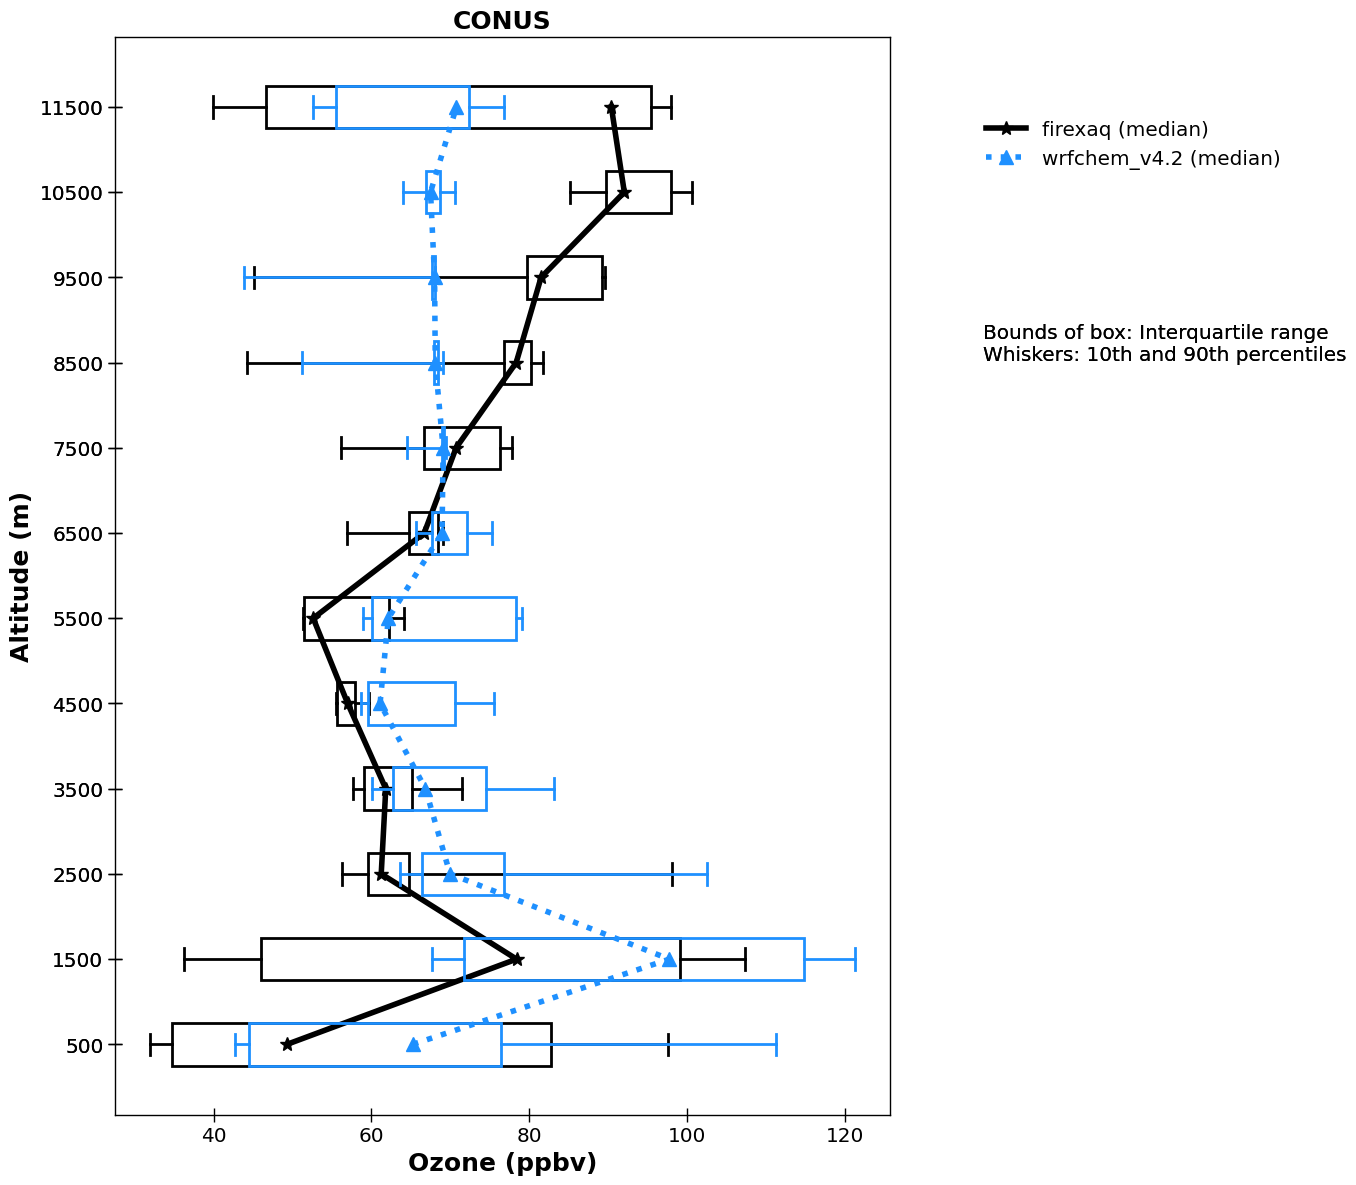 CONUS
11500
10500
9500
8500
7500
6500
5500
4500
3500
2500
1500
500
Altitude (m)
40 60 80 100 120
Ozone (ppbv)
firexaq (median)
wrfchem_v4.2 (median)
Bounds of box: Interquartile range
Whiskers: 10th and 90th percentiles